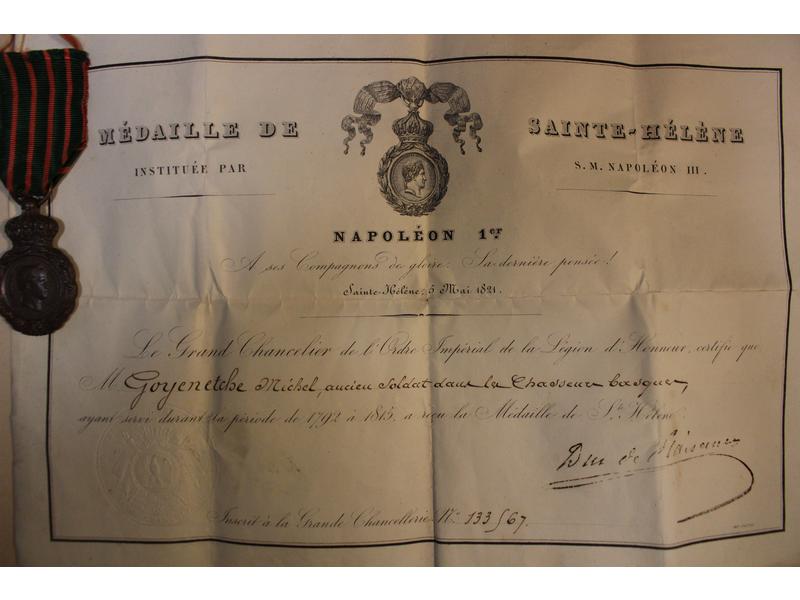 MÉDAILLE DE SAINTE-HÉLÈNE
INSTITUÉE PAR S. M. NAPOLÉON III.
NAPOLÉON 1er
A ses Compagnons de gloire, Sa dernière pensée!
Sainte-Hélène, 5 Mai 1821.
Le Grand Chancelier de l'Ordre Impérial de la Légion d'Honneur, certifie que
M Goyenetche Michel, ancien soldat dans les Chasseurs basques,
ayant servi durant la période de 1792 à 1815, a reçu la Médaille de Ste Hélène.
Duc de Plaisance
Inscrit à la Grande Chancellerie No 133567.